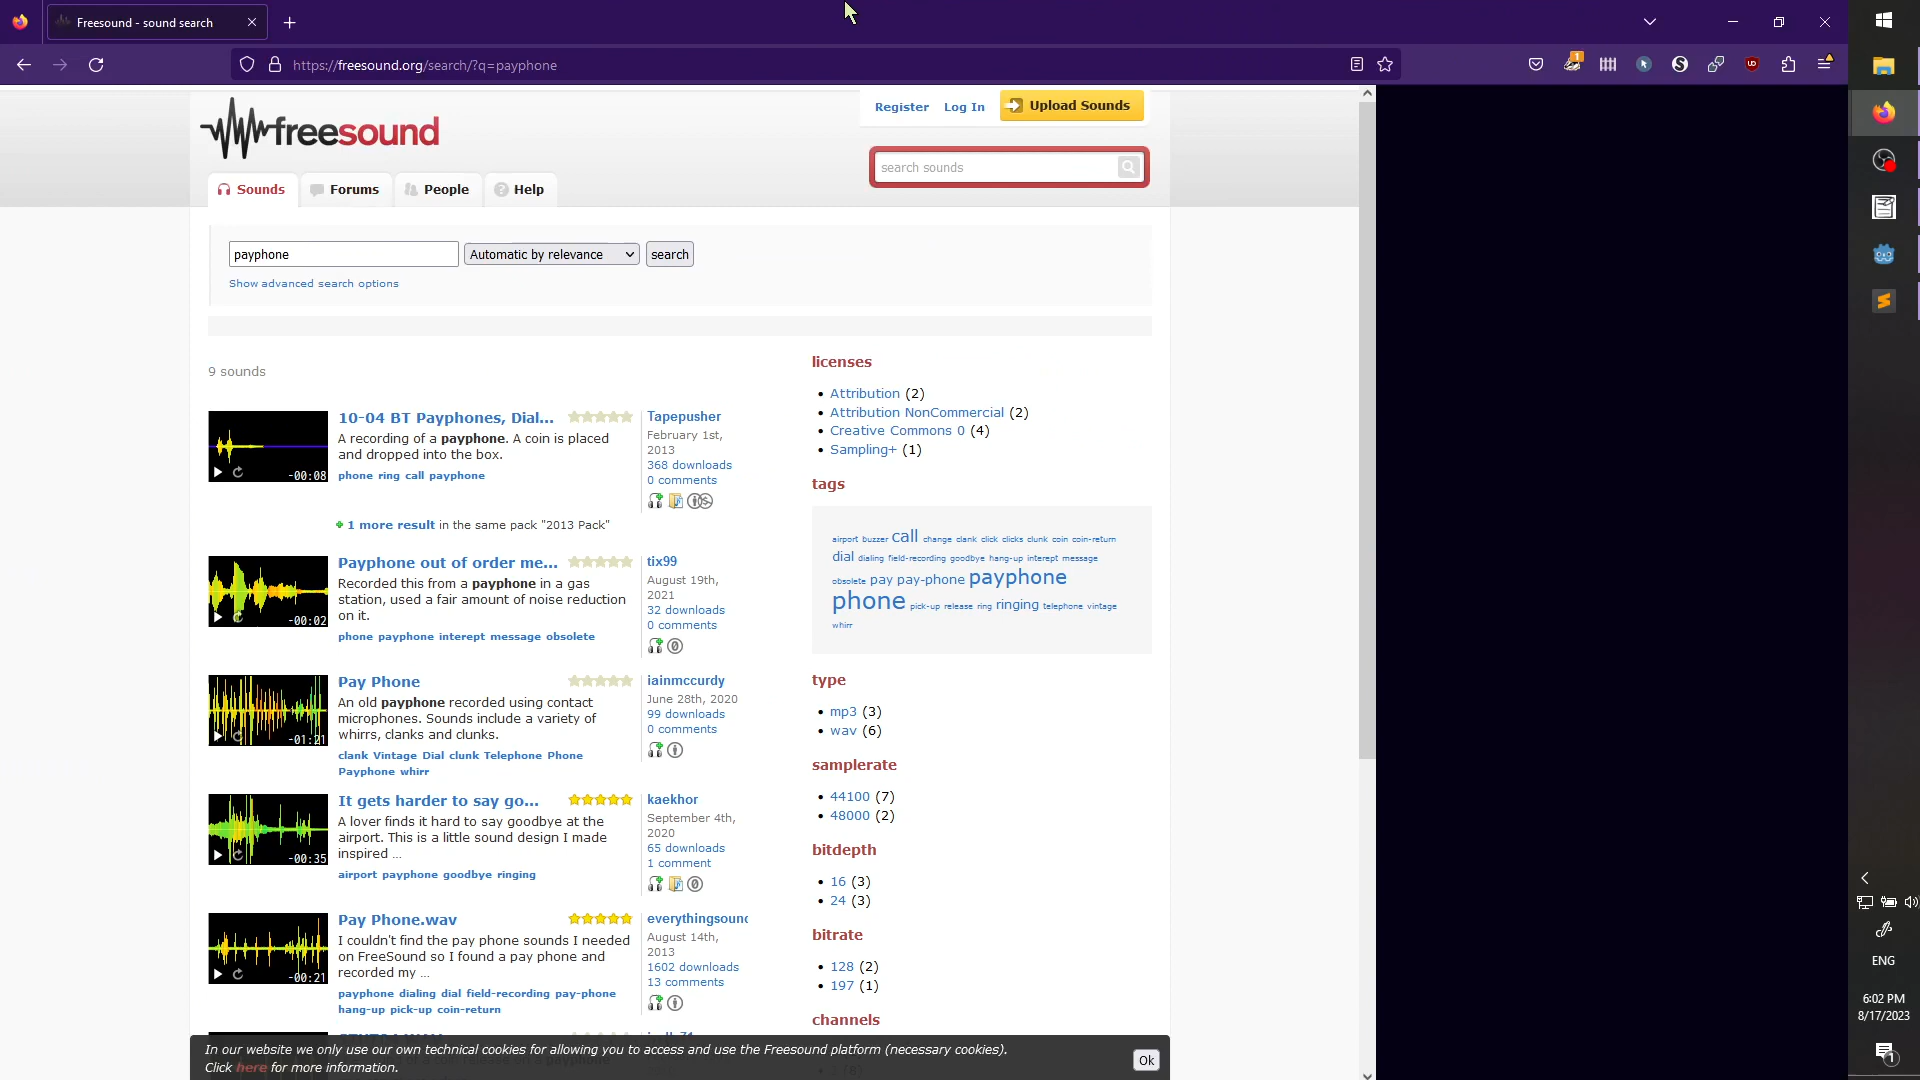 Freesound - sound search
https://freesound.org/search/?q=payphone
1
Register Log In Upload Sounds
freesound
search sounds
Sounds Forums People Help
payphone Automatic by relevance search
Show advanced search options
9 sounds
10-04 BT Payphones, Dial...
A recording of a payphone. A coin is placed
and dropped into the box.
phone ring call payphone
-00:08
Tapepusher
February 1st,
2013
368 downloads
0 comments
1 more result in the same pack "2013 Pack"
Payphone out of order me...
Recorded this from a payphone in a gas
station, used a fair amount of noise reduction
on it.
phone payphone interept message obsolete
-00:02
tix99
August 19th,
2021
32 downloads
0 comments
Pay Phone
An old payphone recorded using contact
microphones. Sounds include a variety of
whirrs, clanks and clunks.
clank Vintage Dial clunk Telephone Phone
Payphone whirr
-01:21
iainmccurdy
June 28th, 2020
99 downloads
0 comments
It gets harder to say go...
A lover finds it hard to say goodbye at the
airport. This is a little sound design I made
inspired ...
airport payphone goodbye ringing
-00:35
kaekhor
September 4th,
2020
65 downloads
1 comment
Pay Phone.wav
I couldn't find the pay phone sounds I needed
on FreeSound so I found a pay phone and
recorded my ...
payphone dialing dial field-recording pay-phone
hang-up pick-up coin-return
-00:21
everythingsound
August 14th,
2013
1602 downloads
13 comments
licenses
Attribution (2)
Attribution NonCommercial (2)
Creative Commons 0 (4)
Sampling+ (1)
tags
airport buzzer call change clank click clicks clunk coin coin-return
dial dialing field-recording goodbye hang-up interept message
obsolete pay pay-phone payphone
phone pick-up release ring ringing telephone vintage
whirr
type
mp3 (3)
wav (6)
samplerate
44100 (7)
48000 (2)
bitdepth
16 (3)
24 (3)
bitrate
128 (2)
197 (1)
channels
In our website we only use our own technical cookies for allowing you to access and use the Freesound platform (necessary cookies).
Click here for more information.
Ok
ENG
6:02 PM
8/17/2023
1